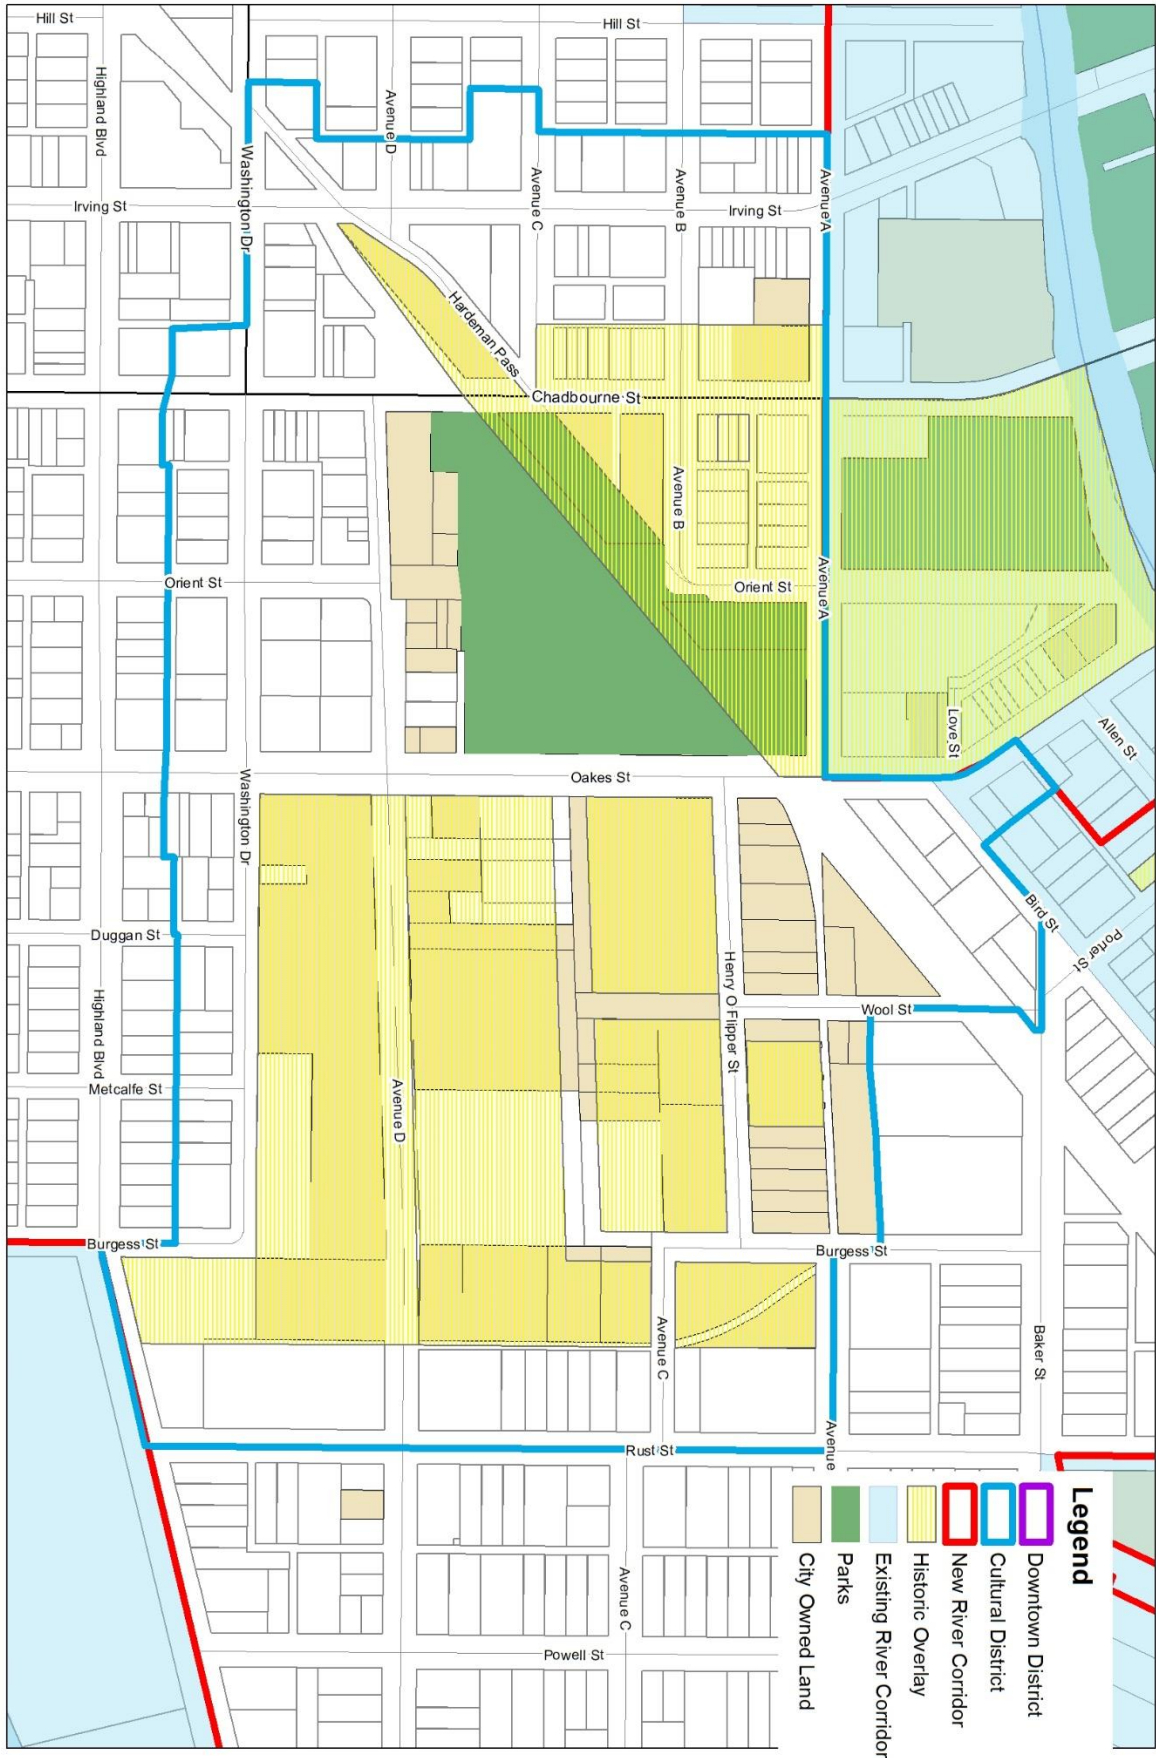 Hill St
Hill St
Highland Blvd
Avenue D
Washington Dr
Avenue C
Avenue B
Avenue A
Irving St
Irving St
Hardeman Pass
Chadbourne St
Avenue B
Avenue A
Orient St
Orient St
Love St
Allen St
Oakes St
Washington Dr
Bird St
Porter St
Duggan St
Henry O Flipper St
Wool St
Highland Blvd
Metcalfe St
Avenue D
Burgess St
Burgess St
Avenue C
Baker St
Rust St
Avenue
Avenue C
Powell St
Legend
Downtown District
Cultural District
New River Corridor
Historic Overlay
Existing River Corridor
Parks
City Owned Land